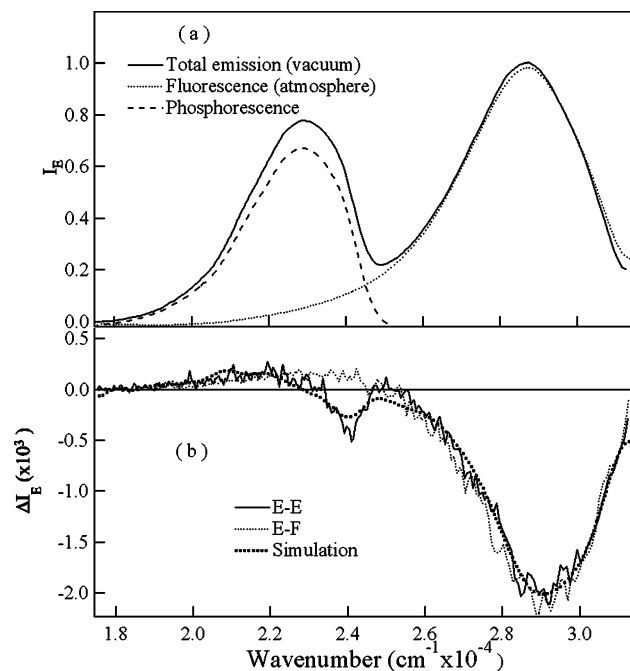 ( a )
Total emission (vacuum)
Fluorescence (atmosphere)
Phosphorescence
I_E
1.0
0.8
0.6
0.4
0.2
0.0
0.5
0.0
-0.5
-1.0
-1.5
-2.0
ΔI_E (x10³)
( b )
E-E
E-F
Simulation
1.8 2.0 2.2 2.4 2.6 2.8 3.0
Wavenumber (cm⁻¹x10⁻⁴)